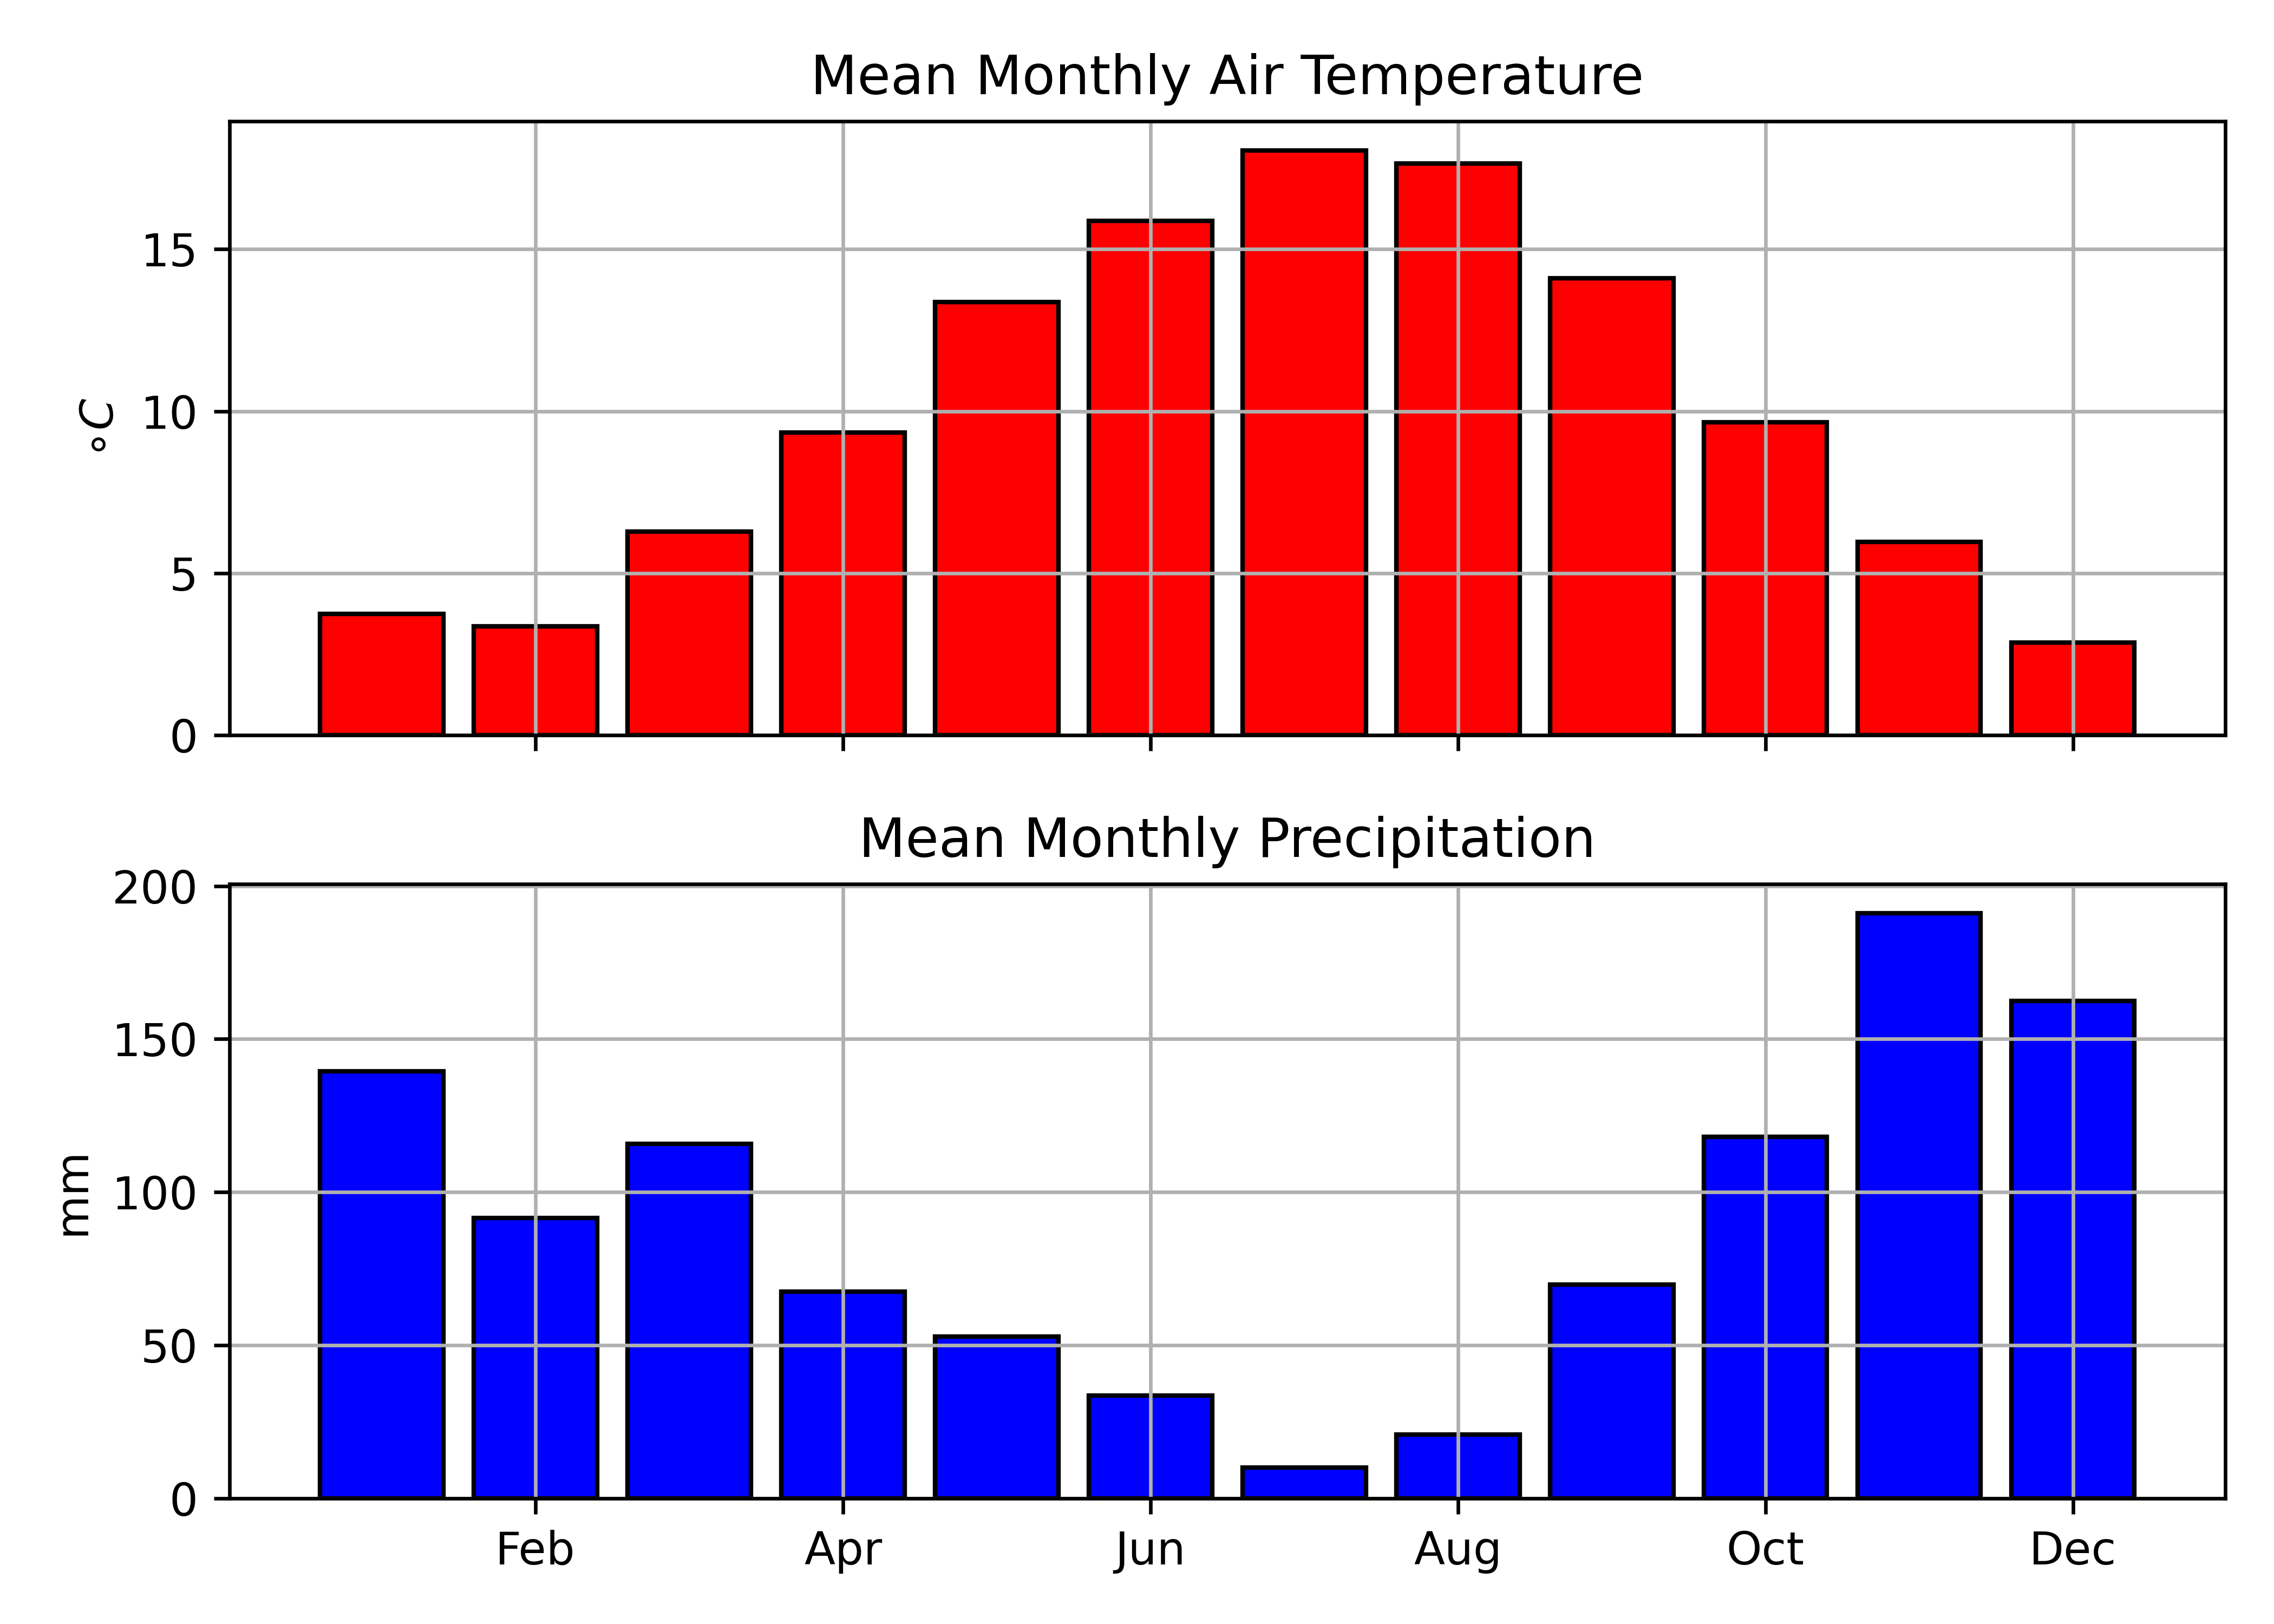 Mean Monthly Air Temperature
15
10
5
0
∘C
Mean Monthly Precipitation
200
150
100
50
0
mm
Feb Apr Jun Aug Oct Dec